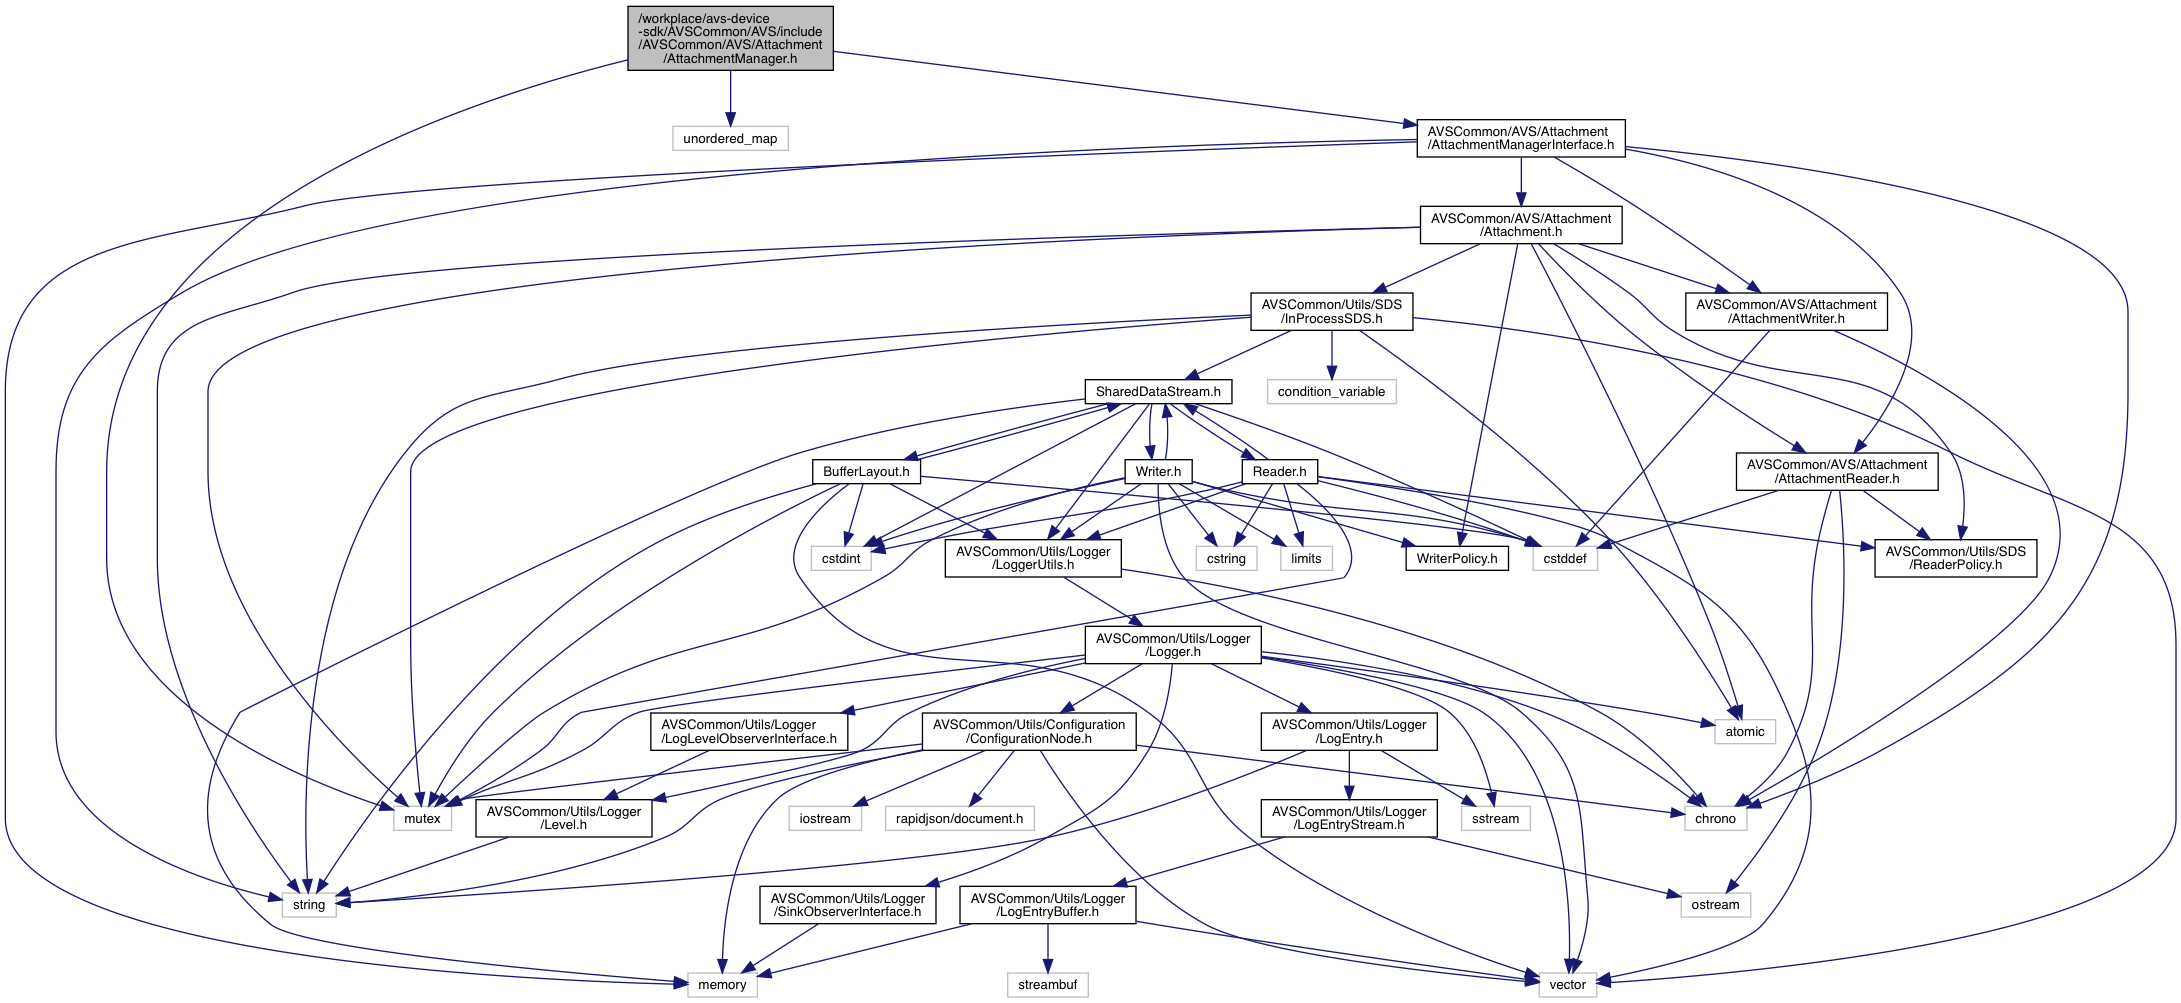 /workplace/avs-device
-sdk/AVSCommon/AVS/include
/AVSCommon/AVS/Attachment
/AttachmentManager.h
unordered_map
AVSCommon/AVS/Attachment
/AttachmentManagerInterface.h
AVSCommon/AVS/Attachment
/Attachment.h
AVSCommon/Utils/SDS
/InProcessSDS.h
AVSCommon/AVS/Attachment
/AttachmentWriter.h
SharedDataStream.h
condition_variable
BufferLayout.h
Writer.h
Reader.h
AVSCommon/AVS/Attachment
/AttachmentReader.h
cstdint
AVSCommon/Utils/Logger
/LoggerUtils.h
cstring
limits
WriterPolicy.h
cstddef
AVSCommon/Utils/SDS
/ReaderPolicy.h
AVSCommon/Utils/Logger
/Logger.h
AVSCommon/Utils/Logger
/LogLevelObserverInterface.h
AVSCommon/Utils/Configuration
/ConfigurationNode.h
AVSCommon/Utils/Logger
/LogEntry.h
atomic
mutex
AVSCommon/Utils/Logger
/Level.h
iostream
rapidjson/document.h
AVSCommon/Utils/Logger
/LogEntryStream.h
sstream
chrono
string
AVSCommon/Utils/Logger
/SinkObserverInterface.h
AVSCommon/Utils/Logger
/LogEntryBuffer.h
ostream
memory
streambuf
vector